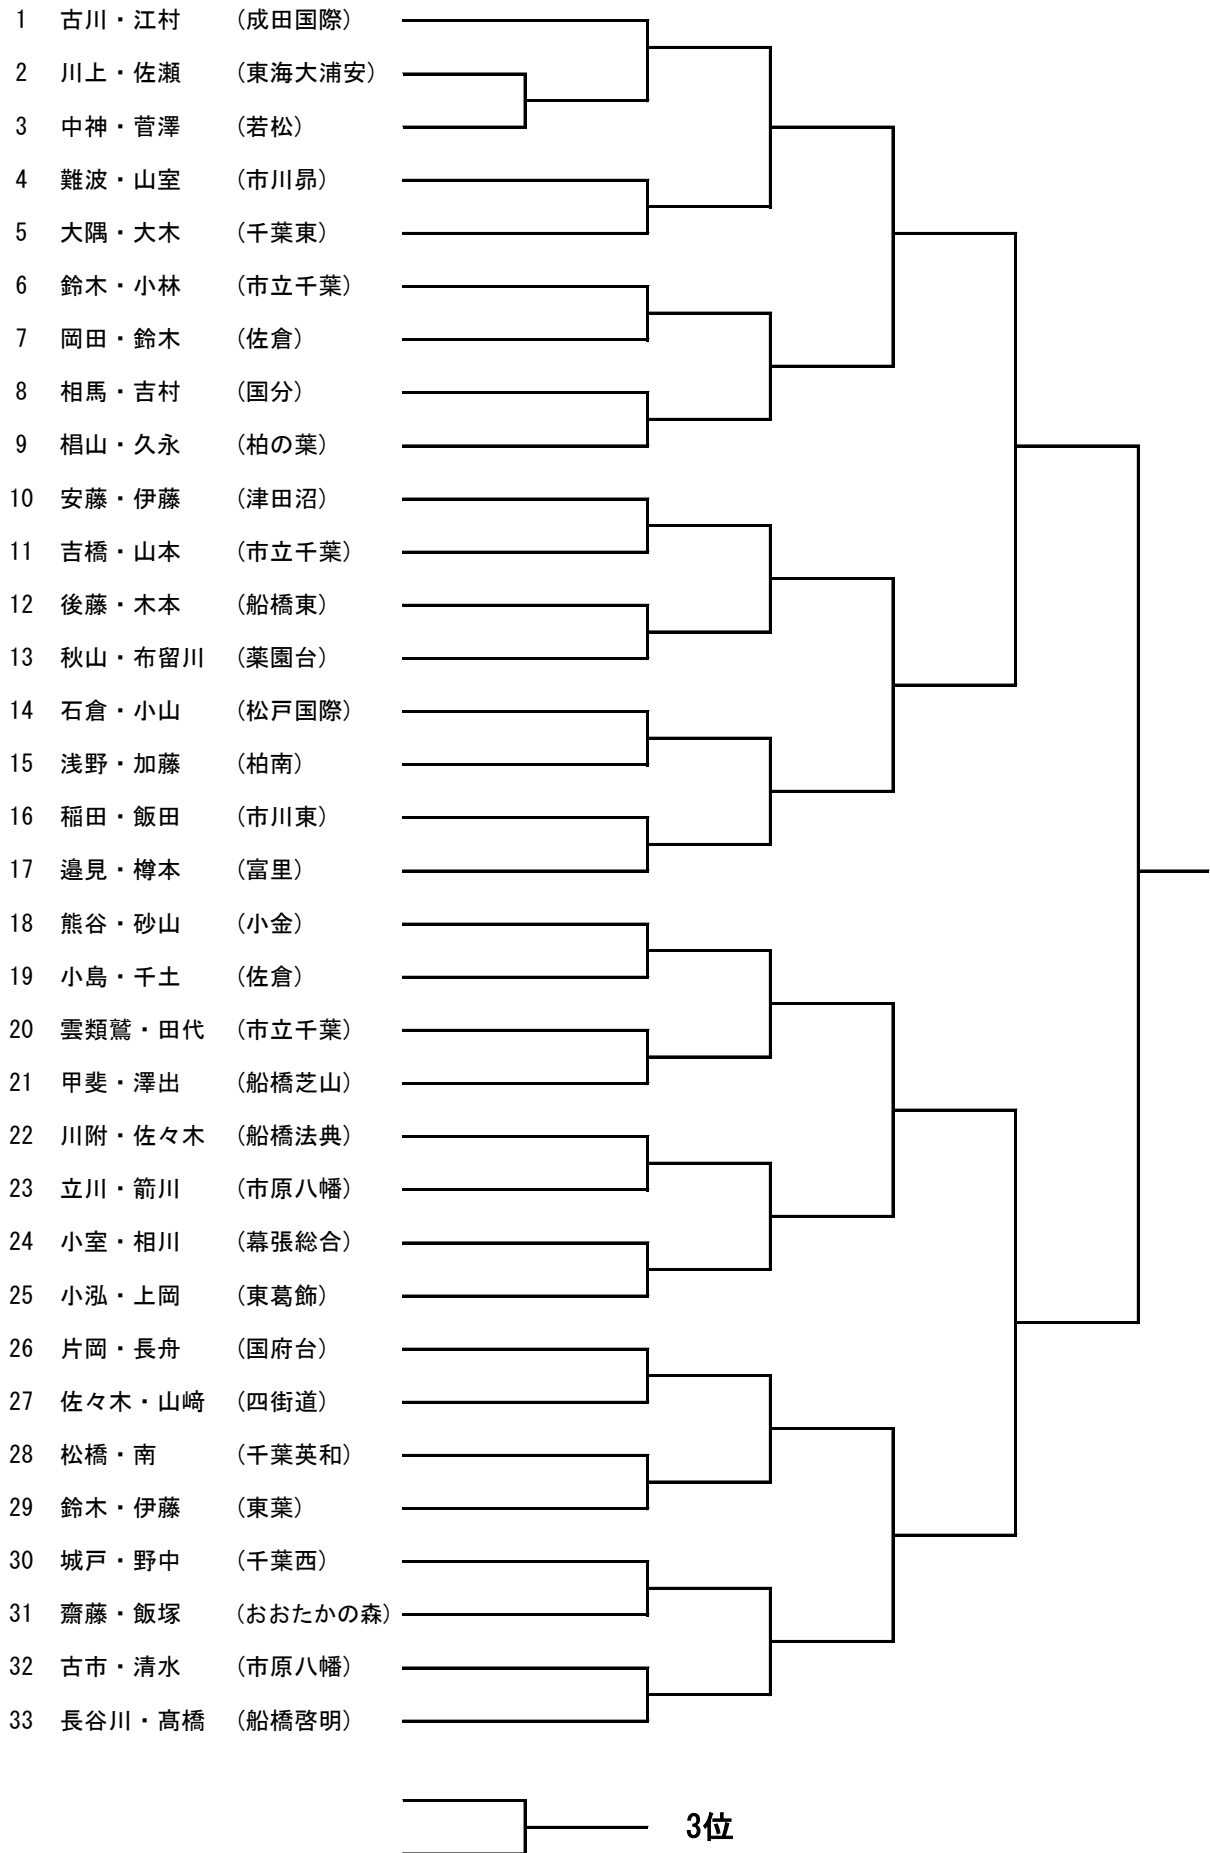 1 古川・江村 (成田国際)
2 川上・佐瀬 (東海大浦安)
3 中神・菅澤 (若松)
4 難波・山室 (市川昴)
5 大隅・大木 (千葉東)
6 鈴木・小林 (市立千葉)
7 岡田・鈴木 (佐倉)
8 相馬・吉村 (国分)
9 椙山・久永 (柏の葉)
10 安藤・伊藤 (津田沼)
11 吉橋・山本 (市立千葉)
12 後藤・木本 (船橋東)
13 秋山・布留川 (薬園台)
14 石倉・小山 (松戸国際)
15 浅野・加藤 (柏南)
16 稲田・飯田 (市川東)
17 邉見・樽本 (富里)
18 熊谷・砂山 (小金)
19 小島・千土 (佐倉)
20 雲類鷲・田代 (市立千葉)
21 甲斐・澤出 (船橋芝山)
22 川附・佐々木 (船橋法典)
23 立川・箭川 (市原八幡)
24 小室・相川 (幕張総合)
25 小泓・上岡 (東葛飾)
26 片岡・長舟 (国府台)
27 佐々木・山﨑 (四街道)
28 松橋・南 (千葉英和)
29 鈴木・伊藤 (東葉)
30 城戸・野中 (千葉西)
31 齋藤・飯塚 (おおたかの森)
32 古市・清水 (市原八幡)
33 長谷川・髙橋 (船橋啓明)
3位